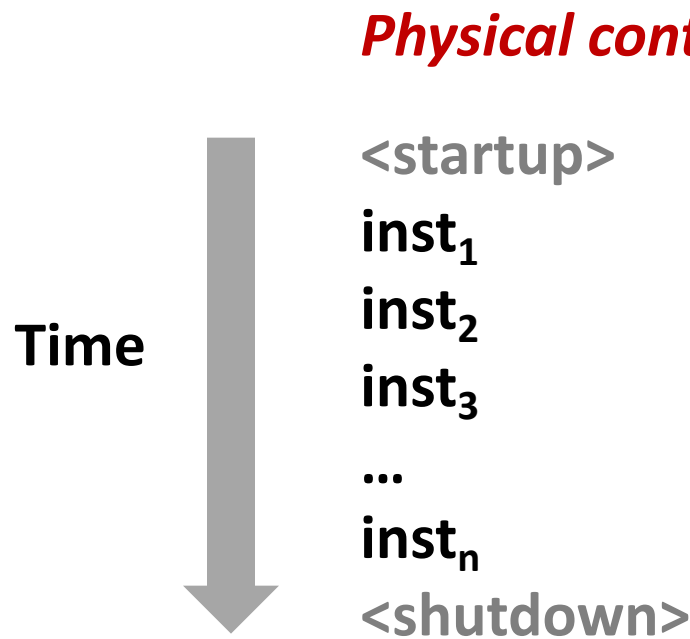 Physical cont
<startup>
inst₁
inst₂
Time
inst₃
...
instₙ
<shutdown>